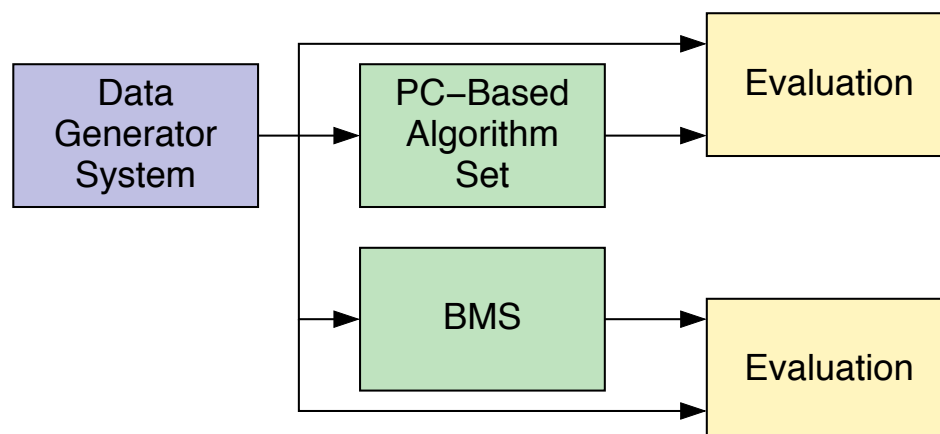 Data
Generator
System
PC−Based
Algorithm
Set
Evaluation
BMS
Evaluation